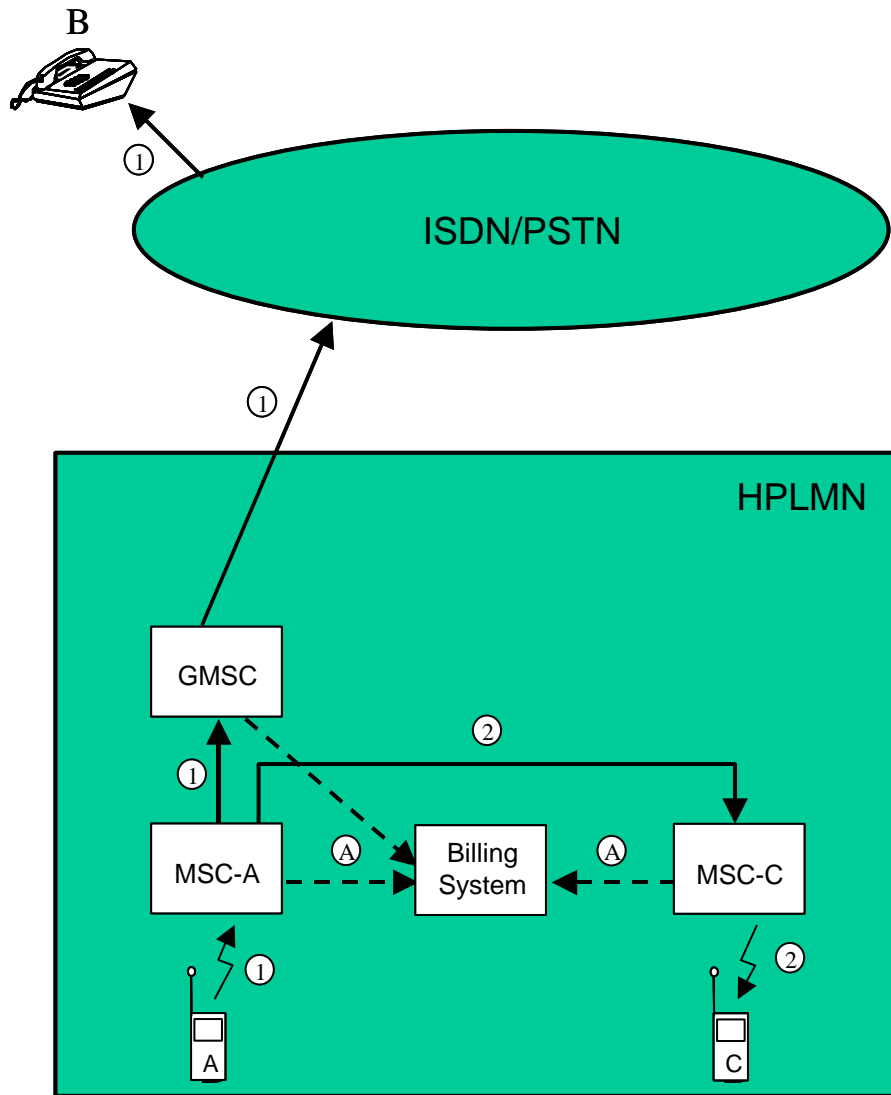 B
1
ISDN/PSTN
1
HPLMN
GMSC
2
1
MSC-A
A
Billing
System
A
MSC-C
1
2
A
C